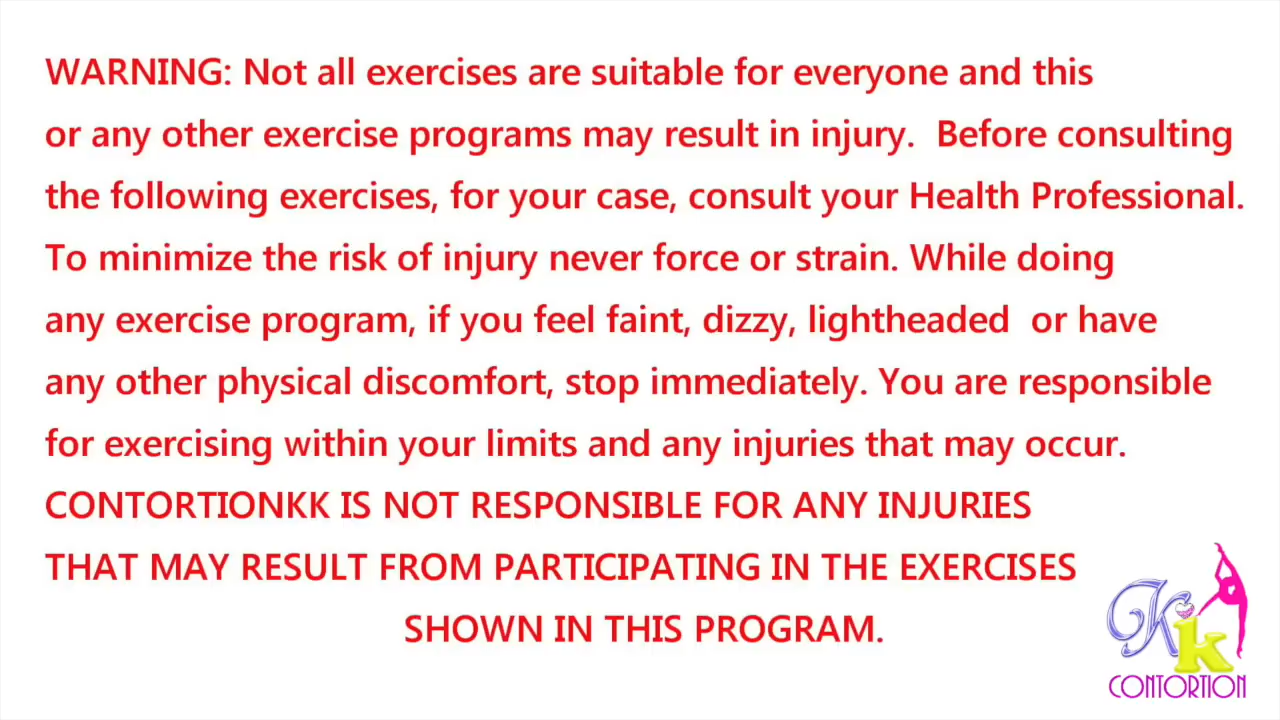 WARNING: Not all exercises are suitable for everyone and this
or any other exercise programs may result in injury.  Before consulting
the following exercises, for your case, consult your Health Professional.
To minimize the risk of injury never force or strain. While doing
any exercise program, if you feel faint, dizzy, lightheaded  or have
any other physical discomfort, stop immediately. You are responsible
for exercising within your limits and any injuries that may occur.
CONTORTIONKK IS NOT RESPONSIBLE FOR ANY INJURIES
THAT MAY RESULT FROM PARTICIPATING IN THE EXERCISES
SHOWN IN THIS PROGRAM.
Kk
CONTORTION